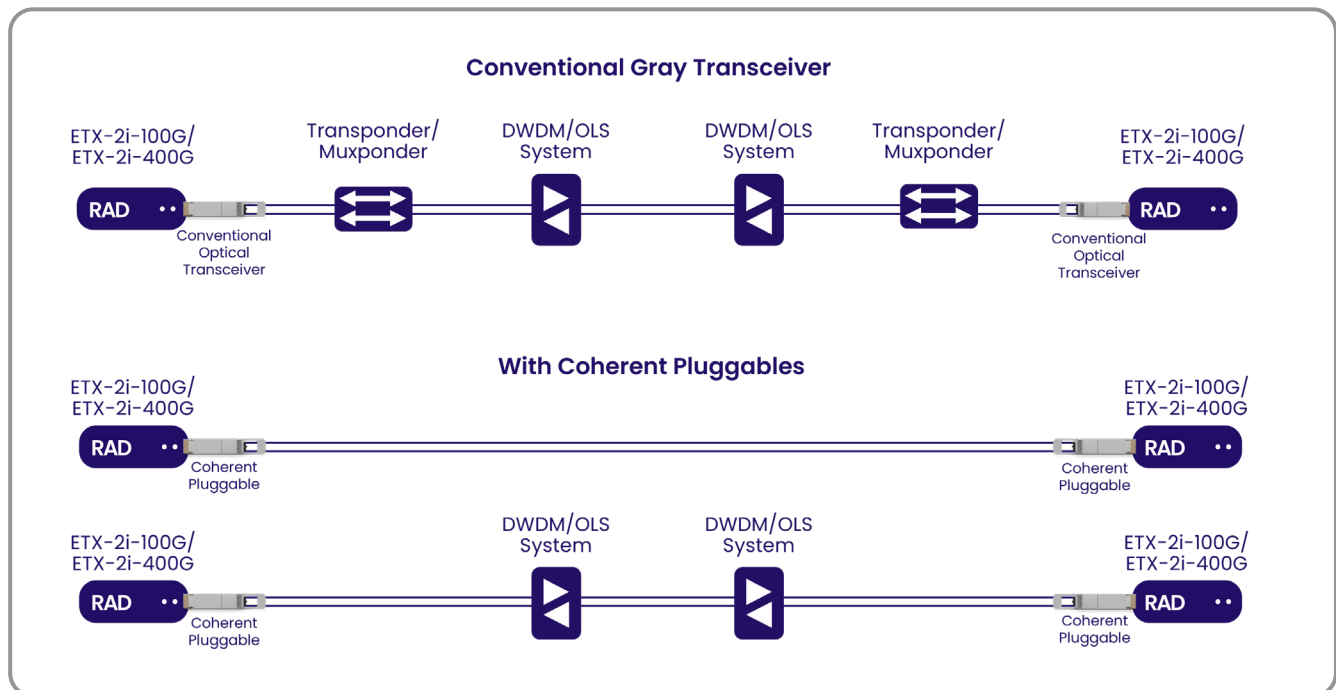 Conventional Gray Transceiver
ETX-2i-100G/
ETX-2i-400G
Transponder/
Muxponder
DWDM/OLS
System
DWDM/OLS
System
Transponder/
Muxponder
ETX-2i-100G/
ETX-2i-400G
RAD
RAD
Conventional
Optical
Transceiver
Conventional
Optical
Transceiver
With Coherent Pluggables
ETX-2i-100G/
ETX-2i-400G
ETX-2i-100G/
ETX-2i-400G
RAD
RAD
Coherent
Pluggable
Coherent
Pluggable
ETX-2i-100G/
ETX-2i-400G
DWDM/OLS
System
DWDM/OLS
System
ETX-2i-100G/
ETX-2i-400G
RAD
RAD
Coherent
Pluggable
Coherent
Pluggable